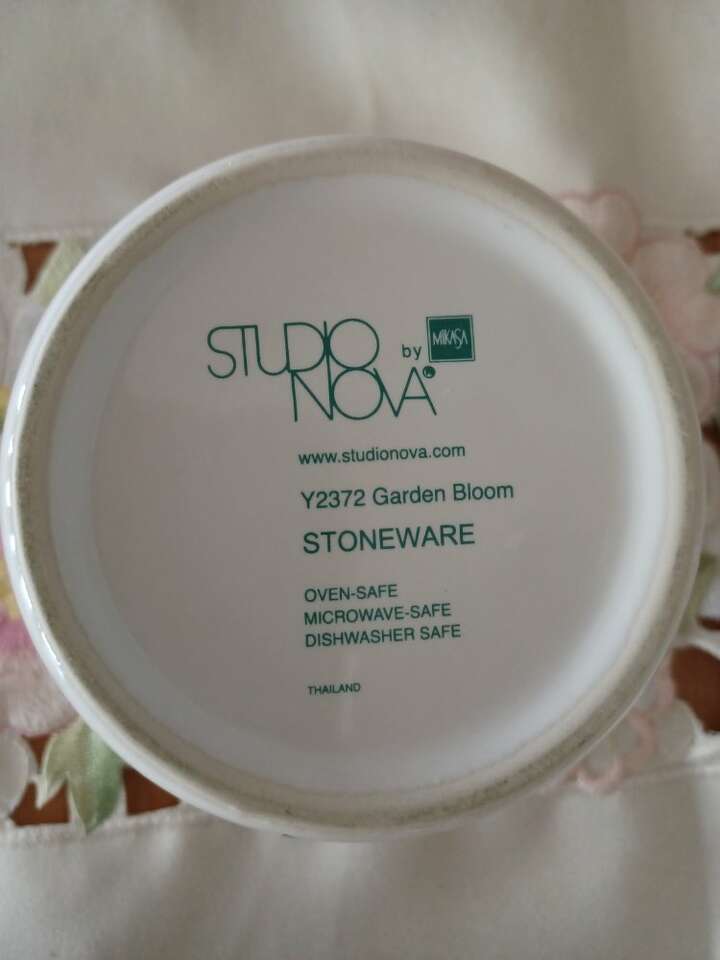 STUDIO NOVA® by MIKASA
www.studionova.com
Y2372 Garden Bloom
STONEWARE
OVEN-SAFE
MICROWAVE-SAFE
DISHWASHER SAFE
THAILAND